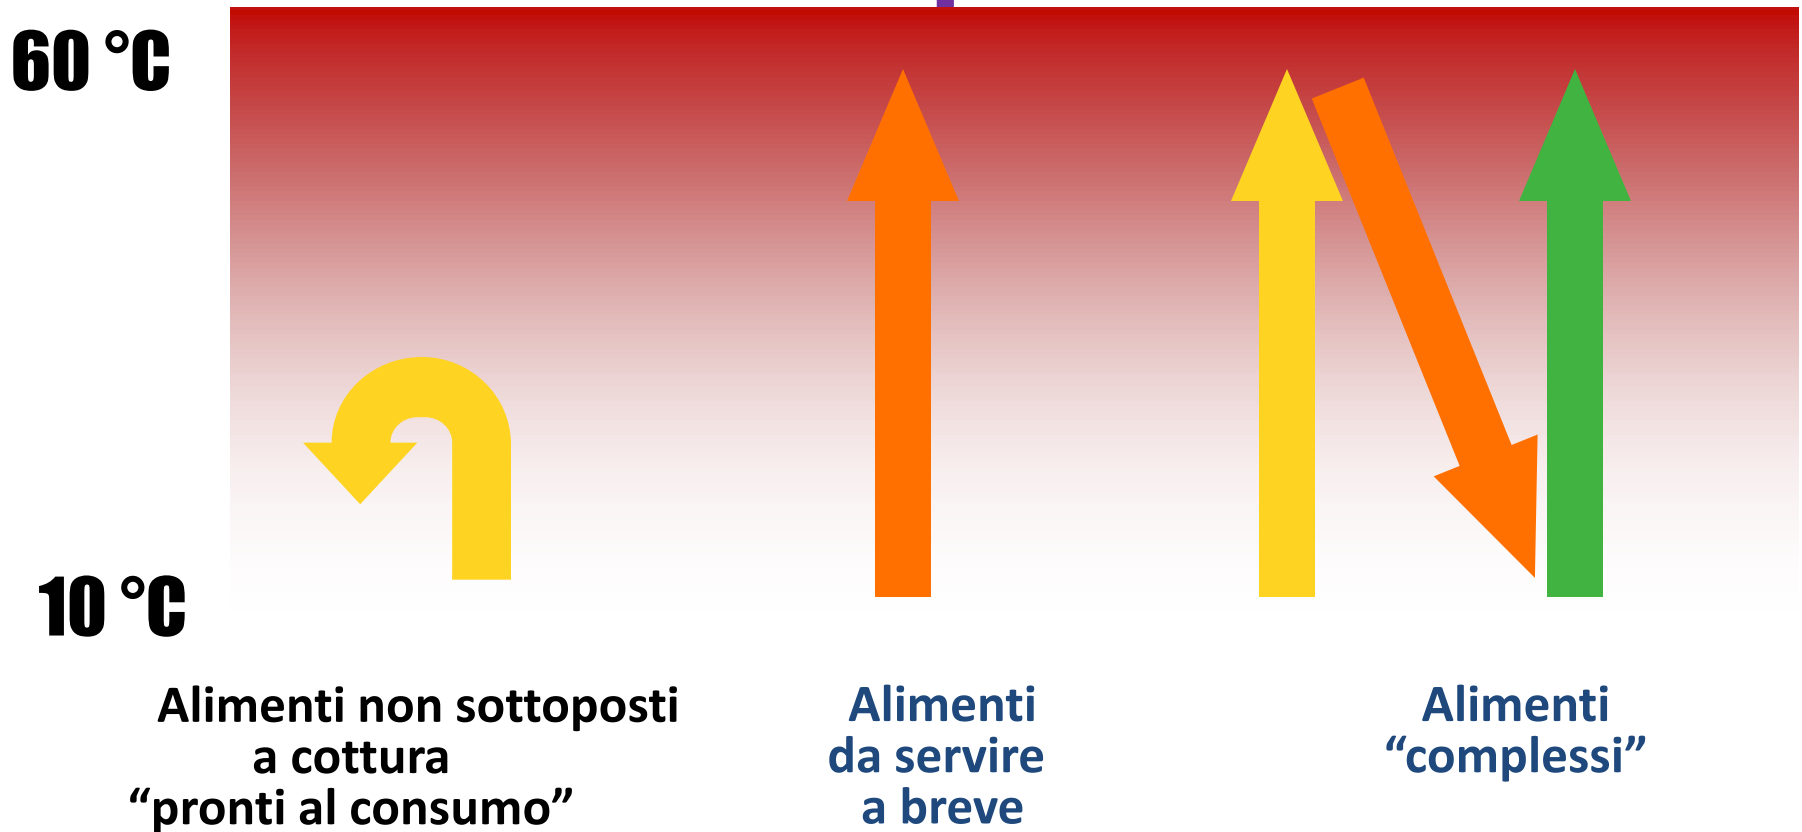 60 °C
10 °C
Alimenti non sottoposti
a cottura
“pronti al consumo”
Alimenti
da servire
a breve
Alimenti
“complessi”